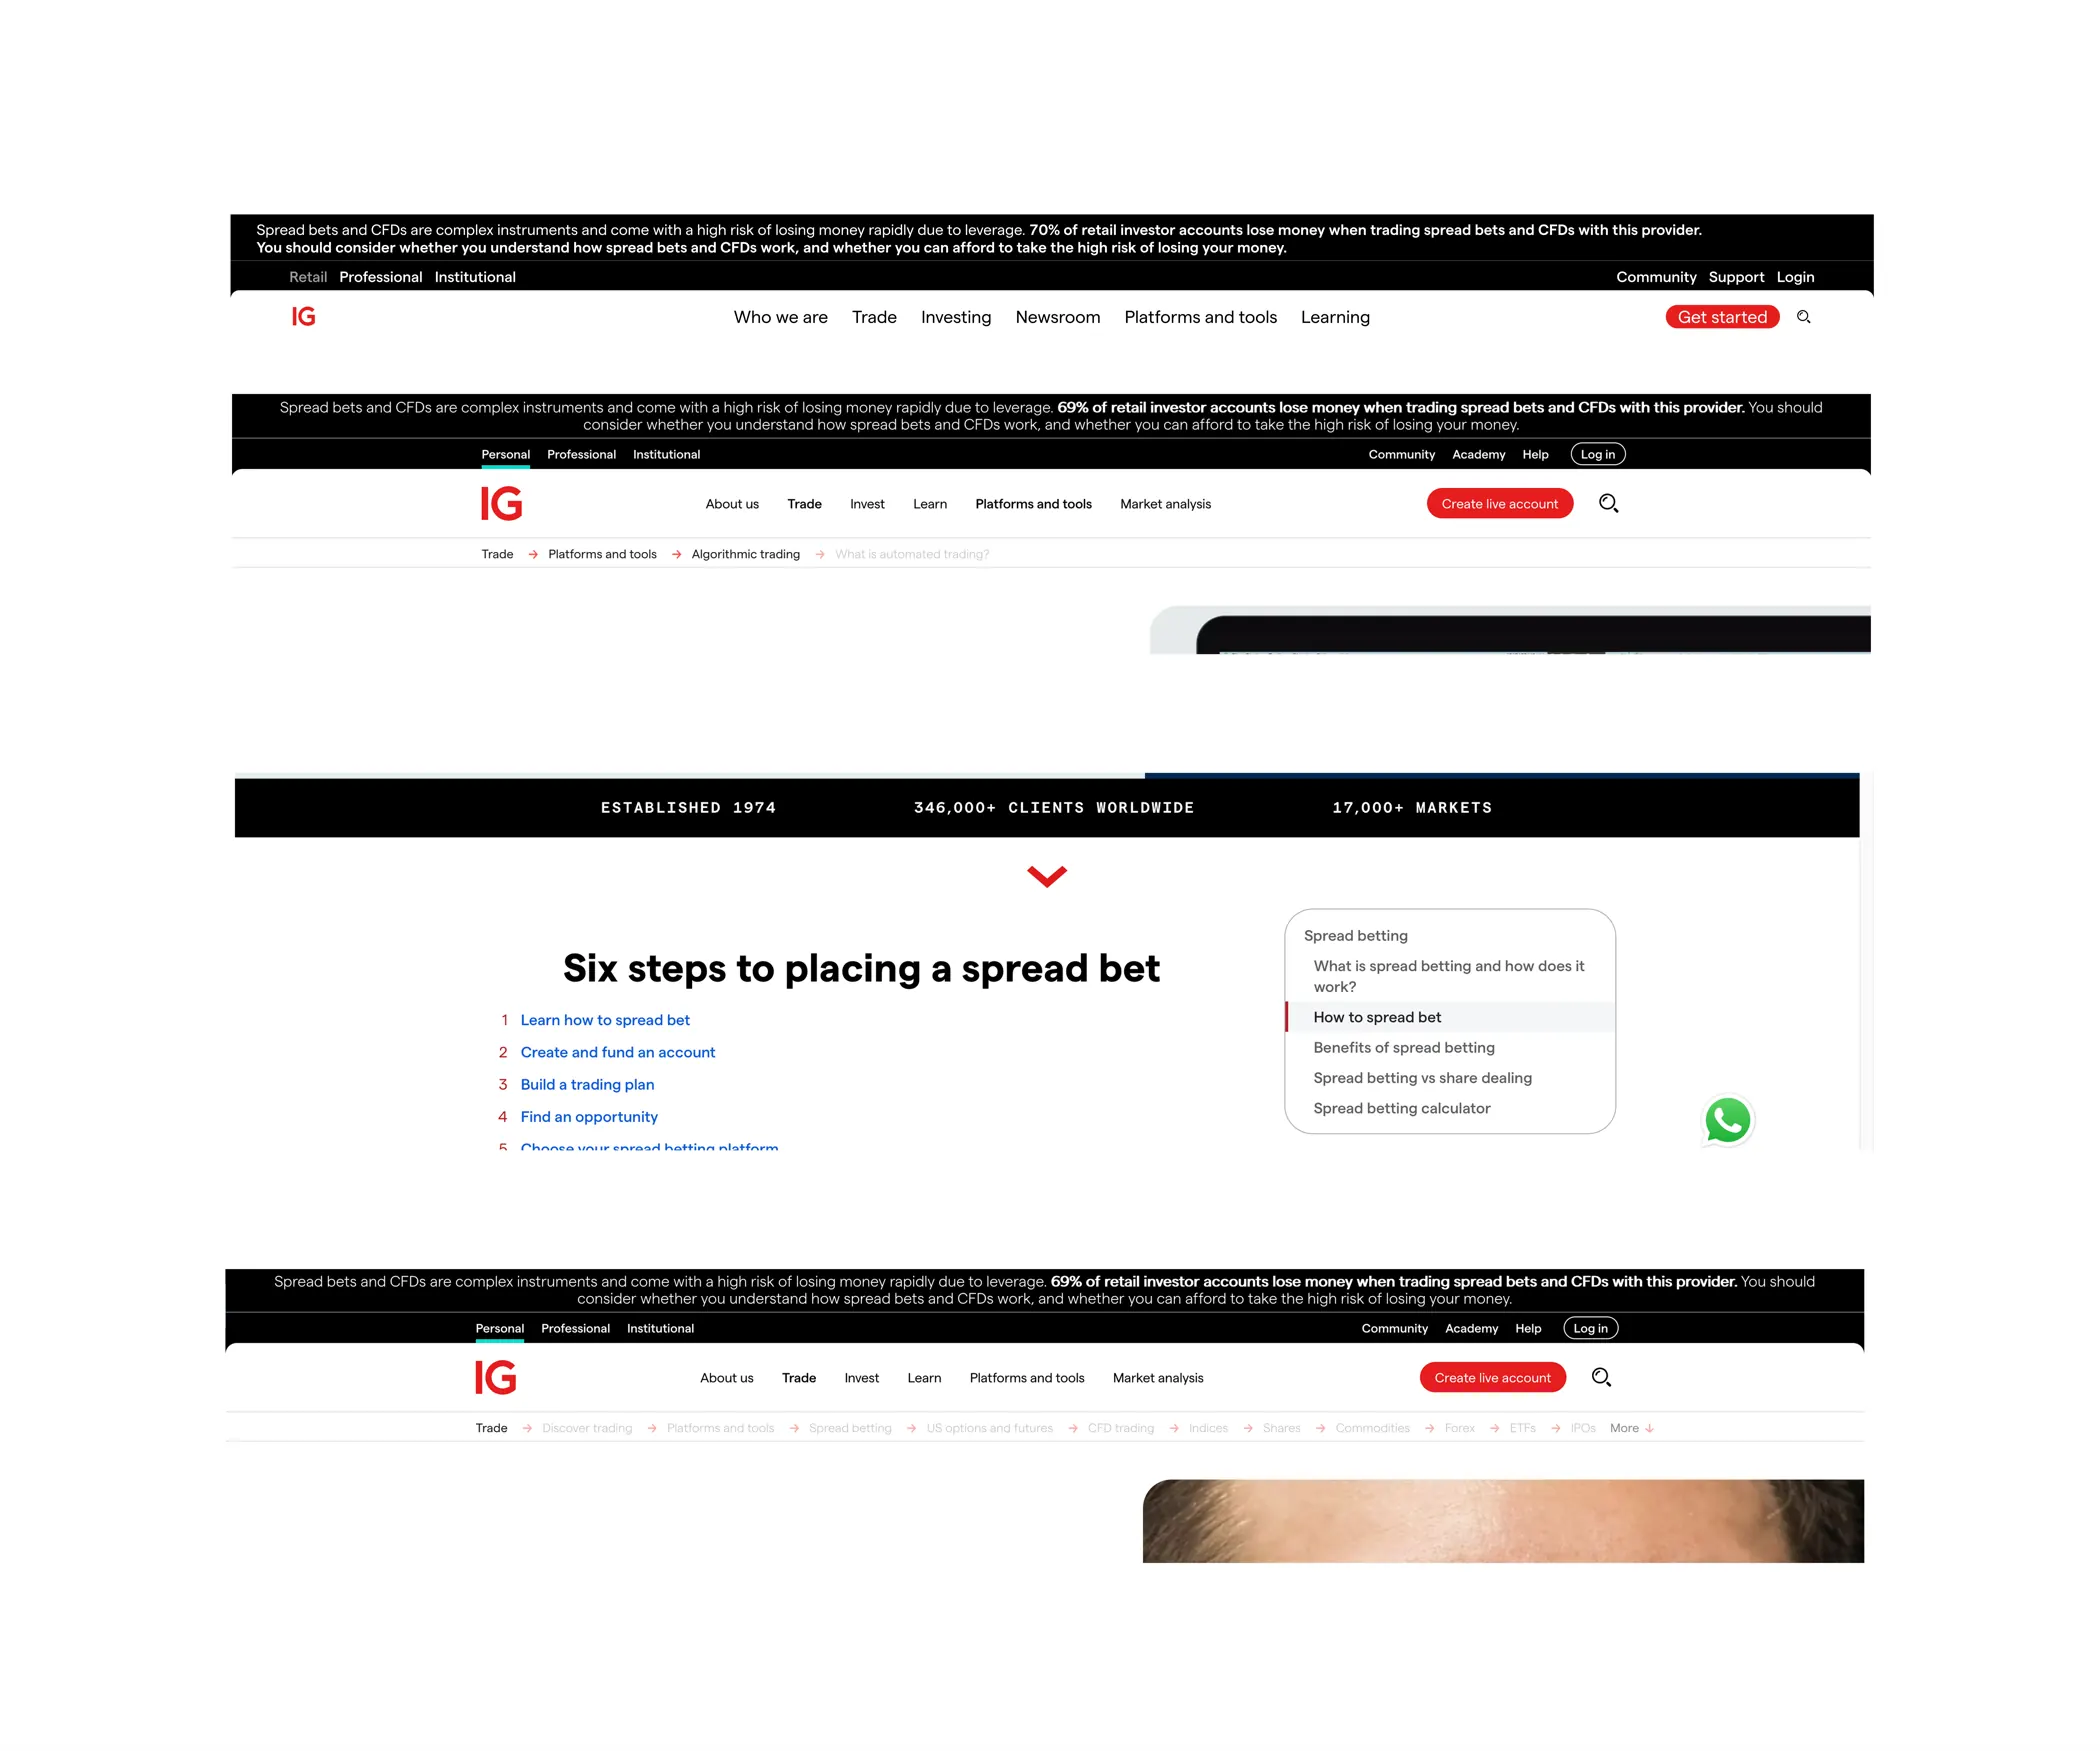 Spread bets and CFDs are complex instruments and come with a high risk of losing money rapidly due to leverage. 70% of retail investor accounts lose money when trading spread bets and CFDs with this provider.
You should consider whether you understand how spread bets and CFDs work, and whether you can afford to take the high risk of losing your money.
Retail Professional Institutional Community Support Login
IG Who we are Trade Investing Newsroom Platforms and tools Learning Get started
Spread bets and CFDs are complex instruments and come with a high risk of losing money rapidly due to leverage. 69% of retail investor accounts lose money when trading spread bets and CFDs with this provider. You should
consider whether you understand how spread bets and CFDs work, and whether you can afford to take the high risk of losing your money.
Personal Professional Institutional Community Academy Help Log in
IG About us Trade Invest Learn Platforms and tools Market analysis Create live account
Trade → Platforms and tools → Algorithmic trading → What is automated trading?
ESTABLISHED 1974 346,000+ CLIENTS WORLDWIDE 17,000+ MARKETS
Six steps to placing a spread bet
1 Learn how to spread bet
2 Create and fund an account
3 Build a trading plan
4 Find an opportunity
5 Choose your spread betting platform
Spread betting
What is spread betting and how does it
work?
How to spread bet
Benefits of spread betting
Spread betting vs share dealing
Spread betting calculator
Spread bets and CFDs are complex instruments and come with a high risk of losing money rapidly due to leverage. 69% of retail investor accounts lose money when trading spread bets and CFDs with this provider. You should
consider whether you understand how spread bets and CFDs work, and whether you can afford to take the high risk of losing your money.
Personal Professional Institutional Community Academy Help Log in
IG About us Trade Invest Learn Platforms and tools Market analysis Create live account
Trade → Discover trading → Platforms and tools → Spread betting → US options and futures → CFD trading → Indices → Shares → Commodities → Forex → ETFs → IPOs More ↓